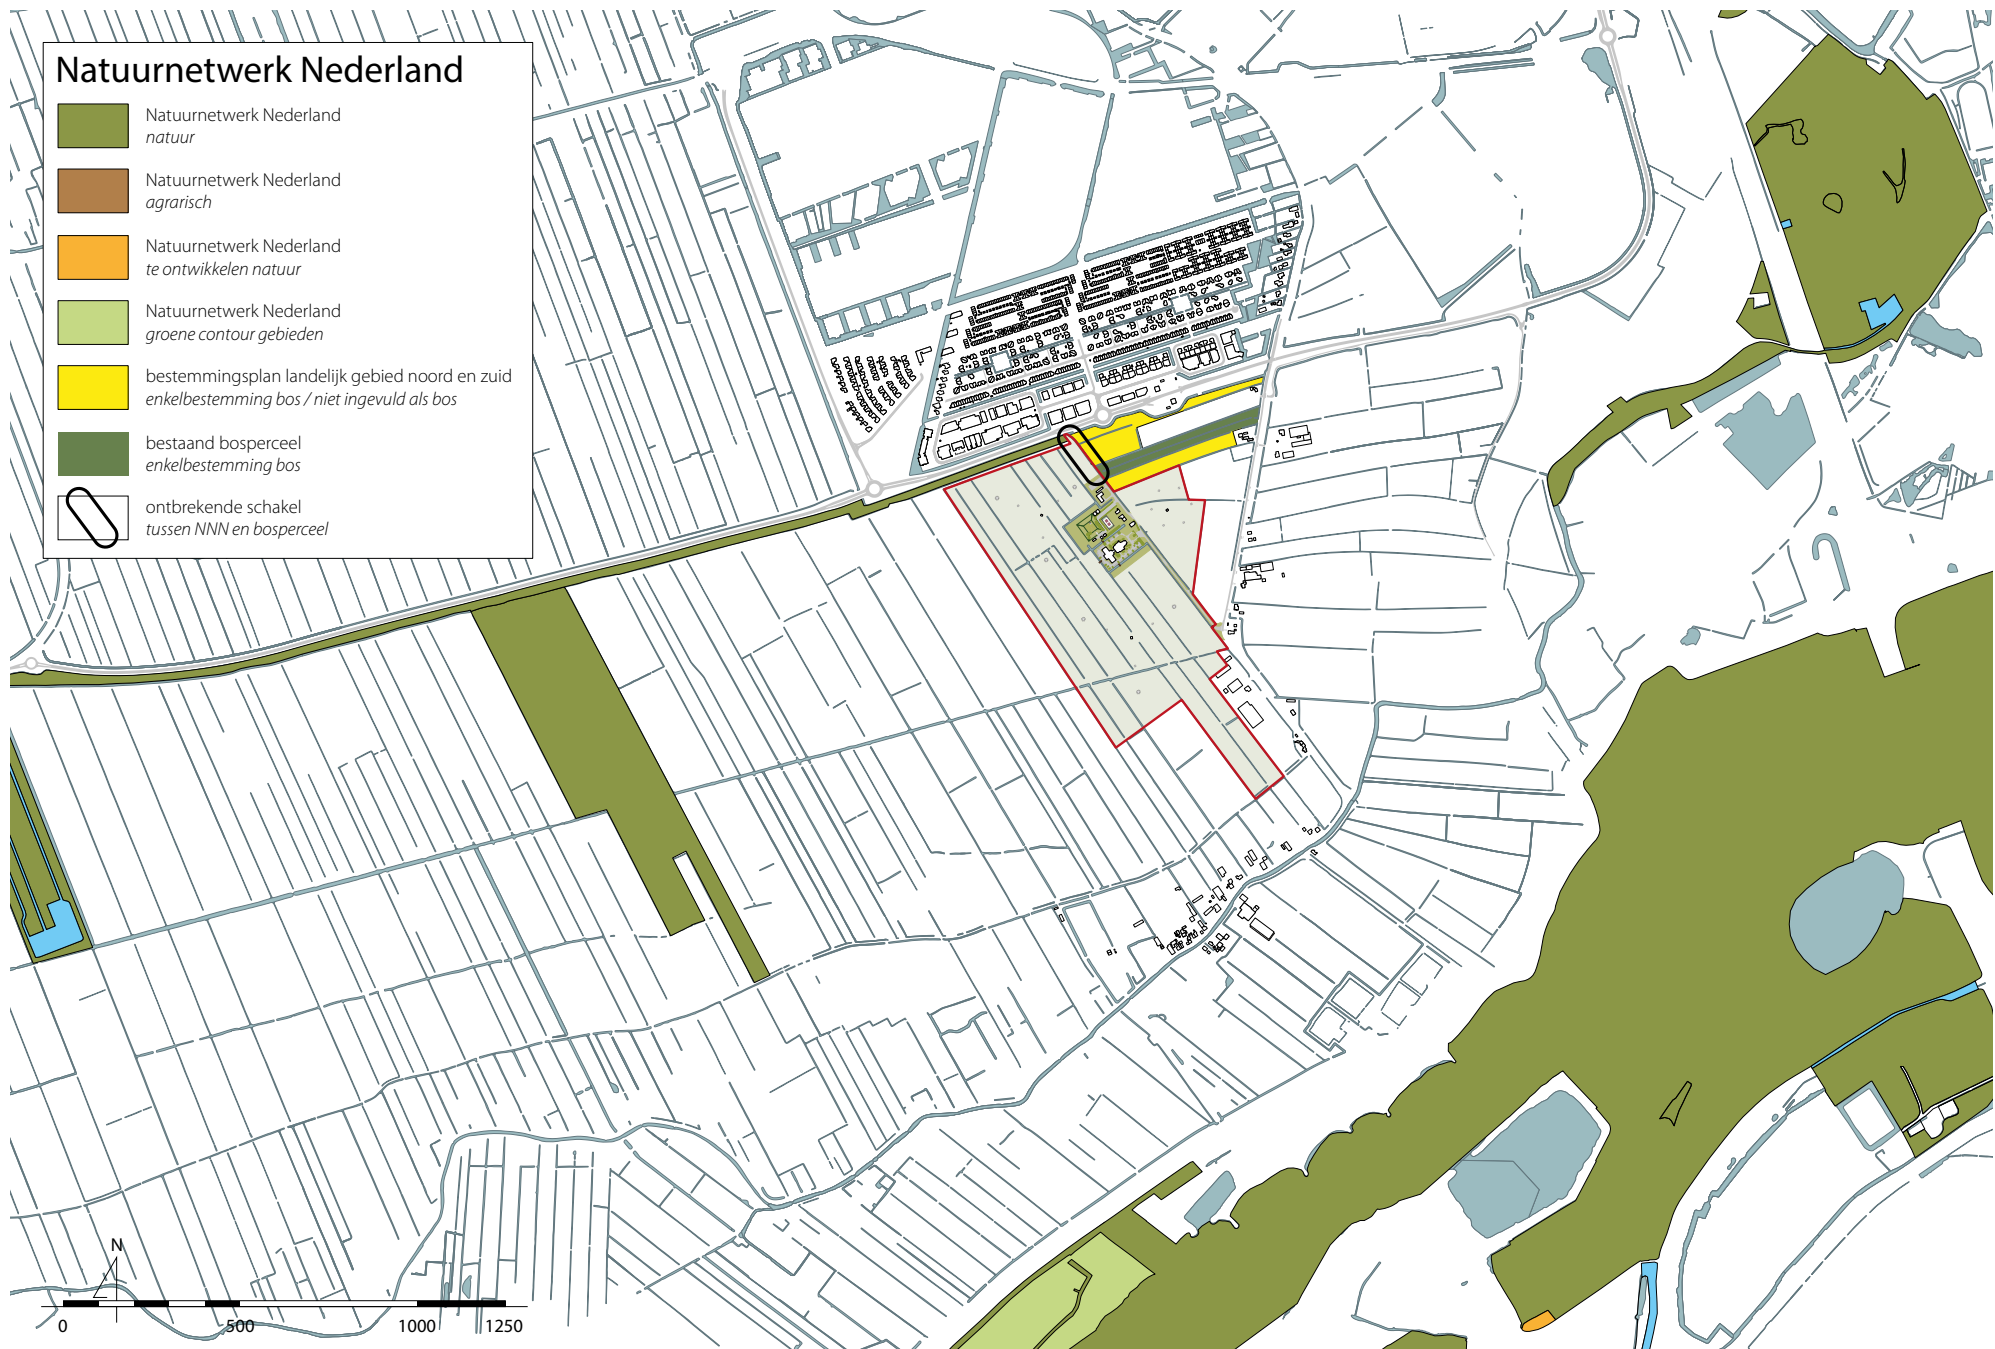 Natuurnetwerk Nederland
Natuurnetwerk Nederland
natuur
Natuurnetwerk Nederland
agrarisch
Natuurnetwerk Nederland
te ontwikkelen natuur
Natuurnetwerk Nederland
groene contour gebieden
bestemmingsplan landelijk gebied noord en zuid
enkelbestemming bos / niet ingevuld als bos
bestaand bosperceel
enkelbestemming bos
ontbrekende schakel
tussen NNN en bosperceel
N
0 500 1000 1250